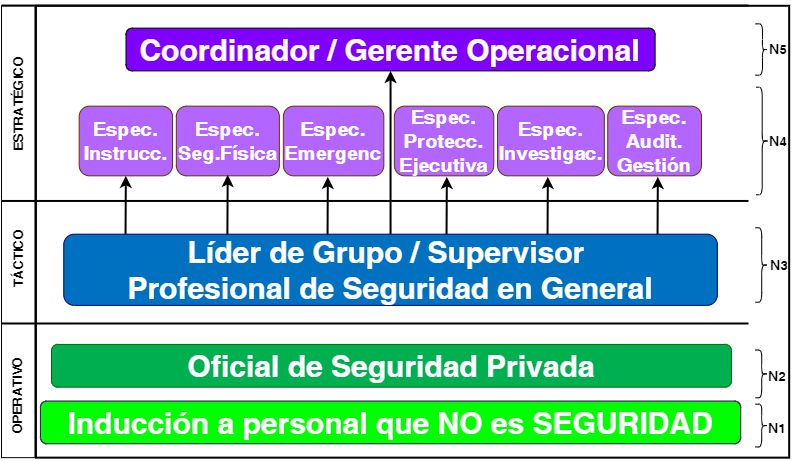 ESTRATÉGICO
Coordinador / Gerente Operacional
N5
Espec.
Instrucc.
Espec.
Seg.Física
Espec.
Emergenc
Espec.
Protecc.
Ejecutiva
Espec.
Investigac.
Espec.
Audit.
Gestión
N4
TÁCTICO
Líder de Grupo / Supervisor
Profesional de Seguridad en General
N3
OPERATIVO
Oficial de Seguridad Privada
N2
Inducción a personal que NO es SEGURIDAD
N1